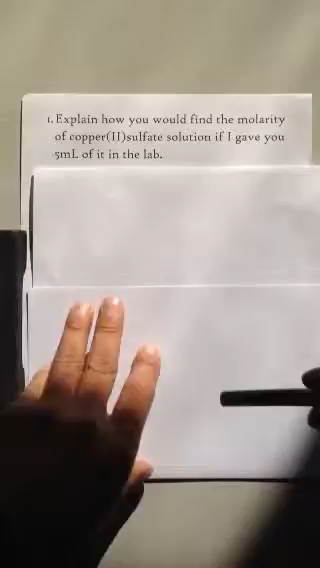 1. Explain how you would find the molarity
of copper(II)sulfate solution if I gave you
5mL of it in the lab.